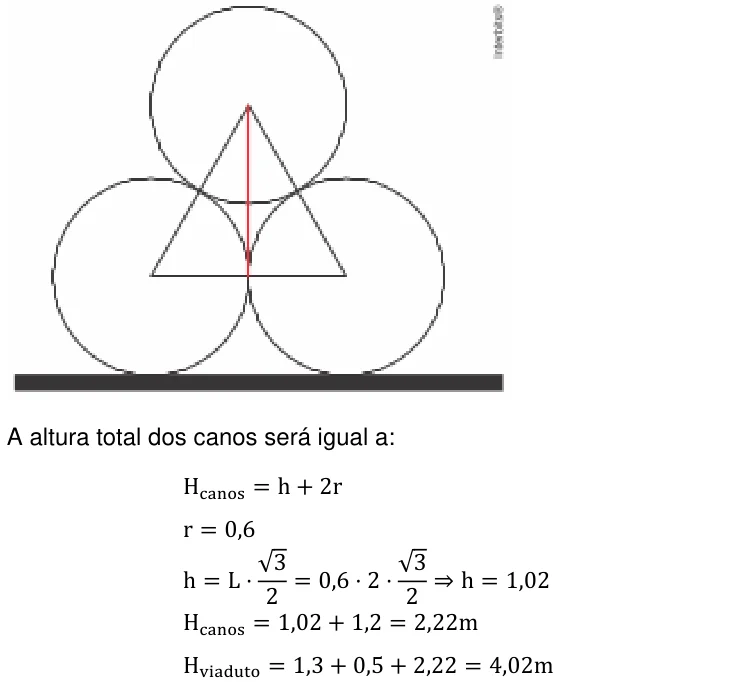 Interbits®
A altura total dos canos será igual a:
H_canos = h + 2r
r = 0,6
h = L · √3/2 = 0,6 · 2 · √3/2 ⇒ h = 1,02
H_canos = 1,02 + 1,2 = 2,22m
H_viaduto = 1,3 + 0,5 + 2,22 = 4,02m